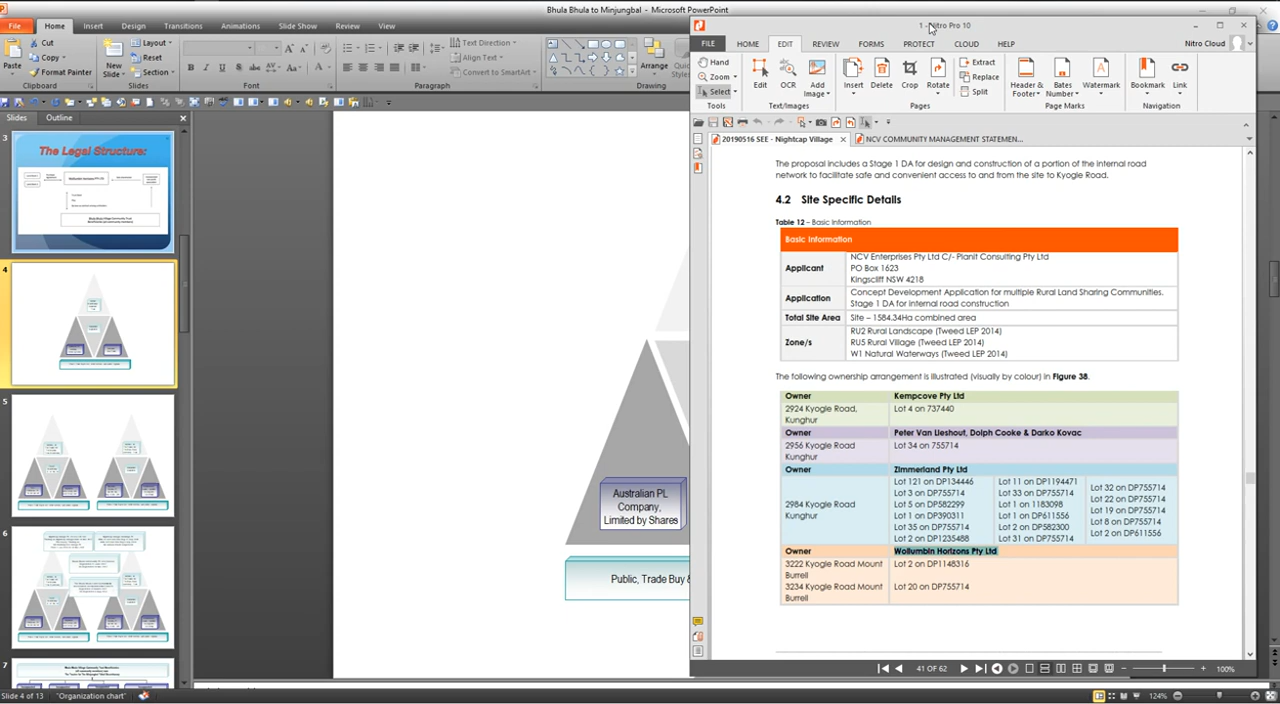 Bhula Bhula to Minjungbal - Microsoft PowerPoint
File Home Insert Design Transitions Animations Slide Show Review View
Paste
Cut
Copy
Format Painter
Clipboard
New Slide
Layout
Reset
Section
Slides
Font
Paragraph
Text Direction
Align Text
Convert to SmartArt
Arrange
Quick
Drawing
Slides Outline
3
The Legal Structure:
4
5
6
7
Australian PL
Company,
Limited by Shares
Public, Trade Buy &
Slide 4 of 13 "Organization chart"
124%
1 - Nitro Pro 10
FILE HOME EDIT REVIEW FORMS PROTECT CLOUD HELP
Nitro Cloud
Hand
Zoom
Select
Tools
Edit
OCR
Add Image
Text/Images
Insert
Delete
Crop
Rotate
Extract
Replace
Split
Pages
Header & Footer
Bates Number
Watermark
Page Marks
Bookmark
Link
Navigation
20190516 SEE - Nightcap Village
NCV COMMUNITY MANAGEMENT STATEMEN...
The proposal includes a Stage 1 DA for design and construction of a portion of the internal road
network to facilitate safe and convenient access to and from the site to Kyogle Road.
4.2 Site Specific Details
Table 12 – Basic Information
Basic Information
Applicant
NCV Enterprises Pty Ltd C/- Planit Consulting Pty Ltd
PO Box 1623
Kingscliff NSW 4218
Application
Concept Development Application for multiple Rural Land Sharing Communities.
Stage 1 DA for internal road construction
Total Site Area Site – 1584.34Ha combined area
Zone/s
RU2 Rural Landscape (Tweed LEP 2014)
RU5 Rural Village (Tweed LEP 2014)
W1 Natural Waterways (Tweed LEP 2014)
The following ownership arrangement is illustrated (visually by colour) in Figure 38.
Owner Kempcove Pty Ltd
2924 Kyogle Road, Lot 4 on 737440
Kunghur
Owner Peter Van Lieshout, Dolph Cooke & Darko Kovac
2956 Kyogle Road Lot 34 on 755714
Kunghur
Owner Zimmerland Pty Ltd
2984 Kyogle Road
Kunghur
Lot 121 on DP134446
Lot 3 on DP755714
Lot 5 on DP582299
Lot 1 on DP390311
Lot 35 on DP755714
Lot 2 on DP1235488
Lot 11 on DP1194471
Lot 33 on DP755714
Lot 1 on 1183098
Lot 1 on DP611556
Lot 2 on DP582300
Lot 31 on DP755714
Lot 32 on DP755714
Lot 22 on DP755714
Lot 19 on DP755714
Lot 8 on DP755714
Lot 2 on DP611556
Owner Wollumbin Horizons Pty Ltd
3222 Kyogle Road Mount Lot 2 on DP1148316
Burrell
3234 Kyogle Road Mount Lot 20 on DP755714
Burrell
41 OF 62
100%